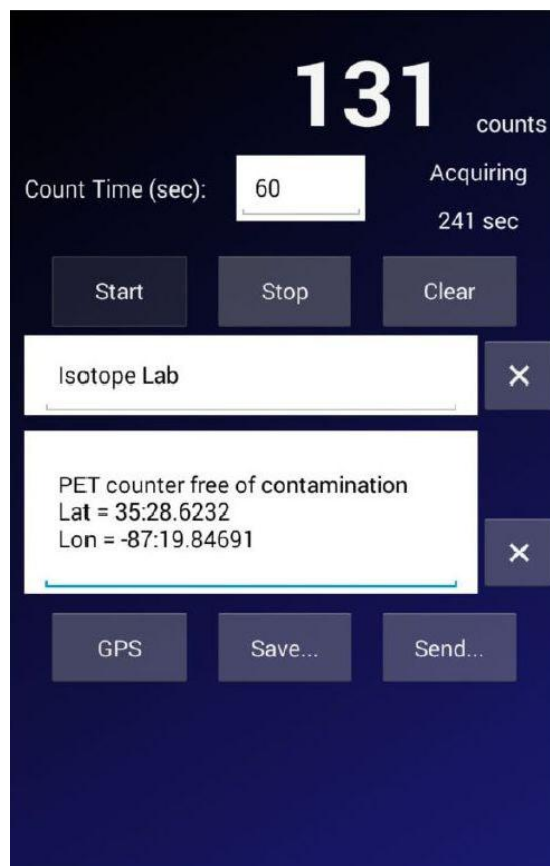 131 counts
Count Time (sec): 60 Acquiring
241 sec
Start Stop Clear
Isotope Lab ×
PET counter free of contamination
Lat = 35:28.6232
Lon = -87:19.84691 ×
GPS Save... Send...